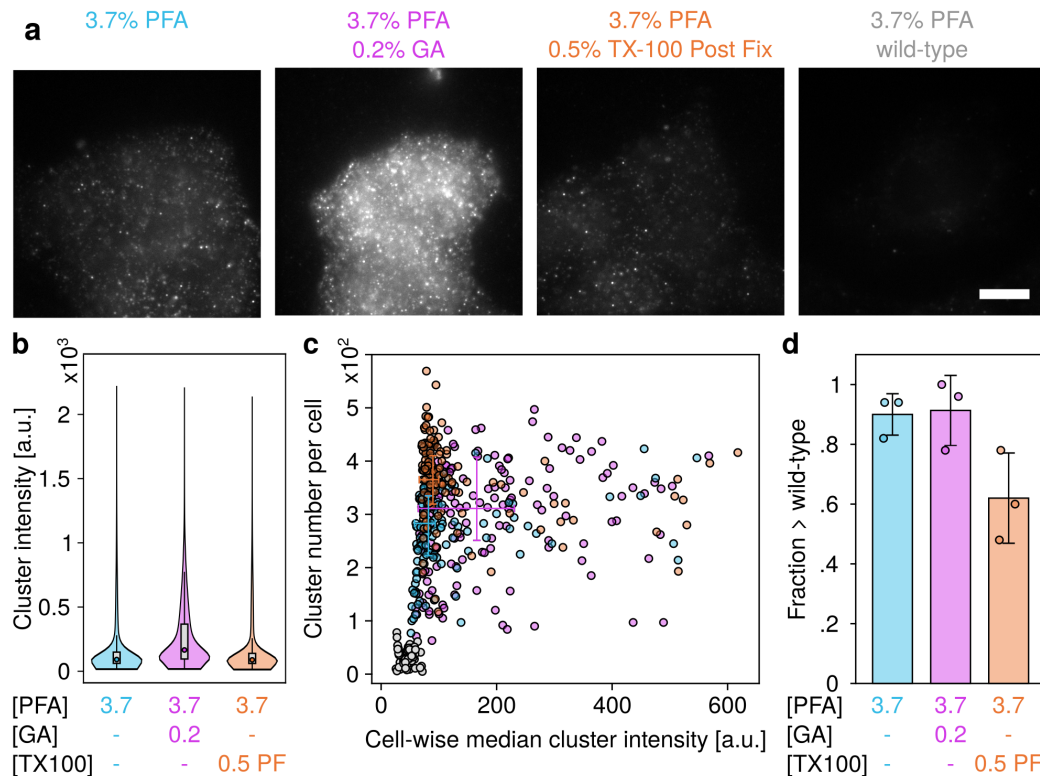 a
3.7% PFA
3.7% PFA
0.2% GA
3.7% PFA
0.5% TX-100 Post Fix
3.7% PFA
wild-type
b
x10³
Cluster intensity [a.u.]
2
1.5
1
0.5
0
[PFA] 3.7 3.7 3.7
[GA] - 0.2 -
[TX100] - - 0.5 PF
c
x10²
Cluster number per cell
6
5
4
3
2
1
0
0 200 400 600
Cell-wise median cluster intensity [a.u.]
d
Fraction > wild-type
1
.8
.6
.4
.2
0
[PFA] 3.7 3.7 3.7
[GA] - 0.2 -
[TX100] - - 0.5 PF